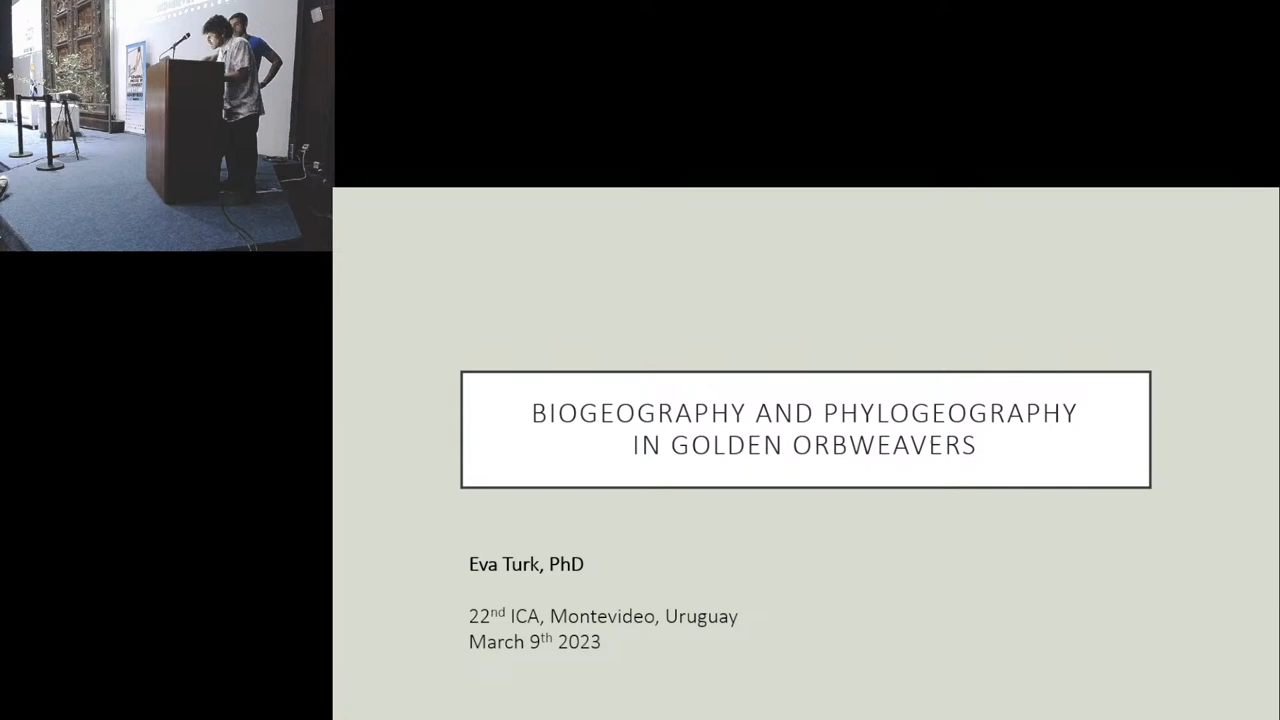 BIOGEOGRAPHY AND PHYLOGEOGRAPHY
IN GOLDEN ORBWEAVERS
Eva Turk, PhD
22nd ICA, Montevideo, Uruguay
March 9th 2023